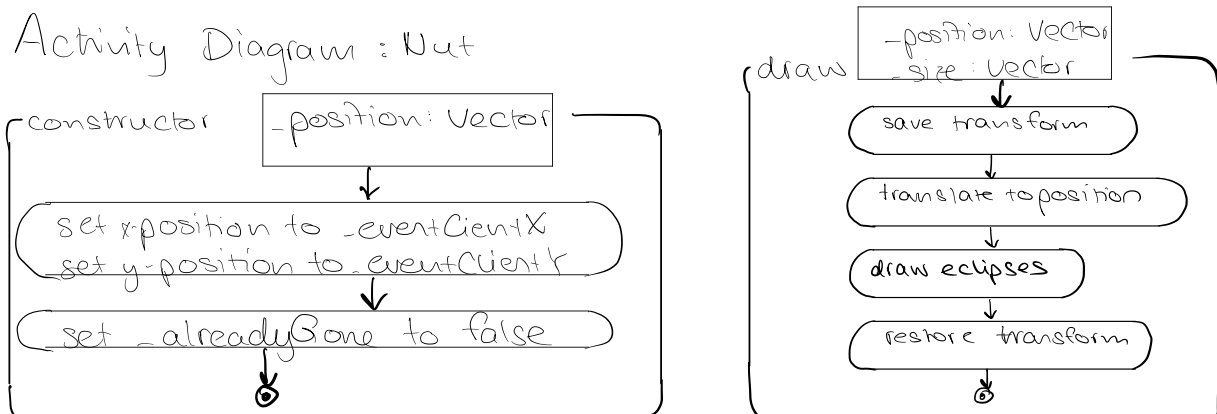 Activity Diagram : Nut
constructor
_position: Vector
set x-position to _eventCientX
set y-position to _eventClientY
set _alreadyGone to false
draw
_position: Vector
_size: Vector
save transform
translate to position
draw eclipses
restore transform